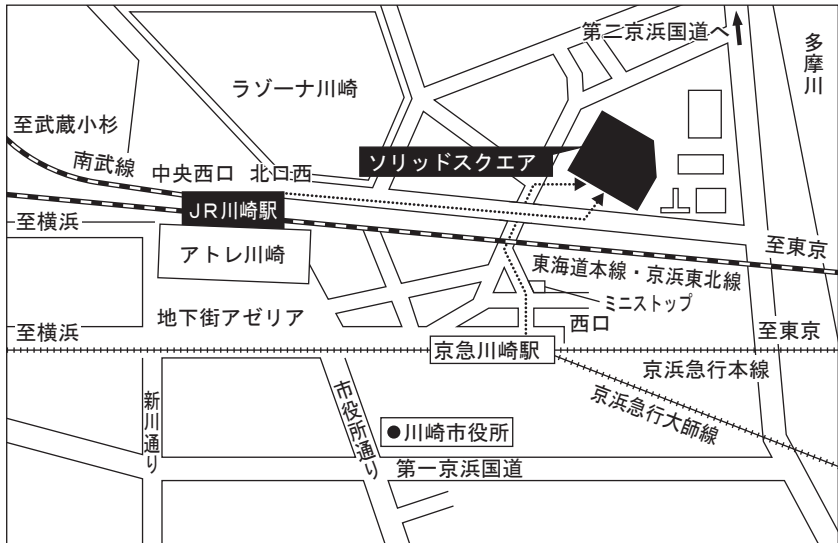 第二京浜国道へ
多摩川
ラゾーナ川崎
至武蔵小杉
南武線
中央西口
北口西
ソリッドスクエア
JR川崎駅
至横浜
アトレ川崎
至東京
東海道本線・京浜東北線
ミニストップ
地下街アゼリア
西口
至横浜
至東京
京急川崎駅
京浜急行本線
京浜急行大師線
新川通り
市役所通り
●川崎市役所
第一京浜国道